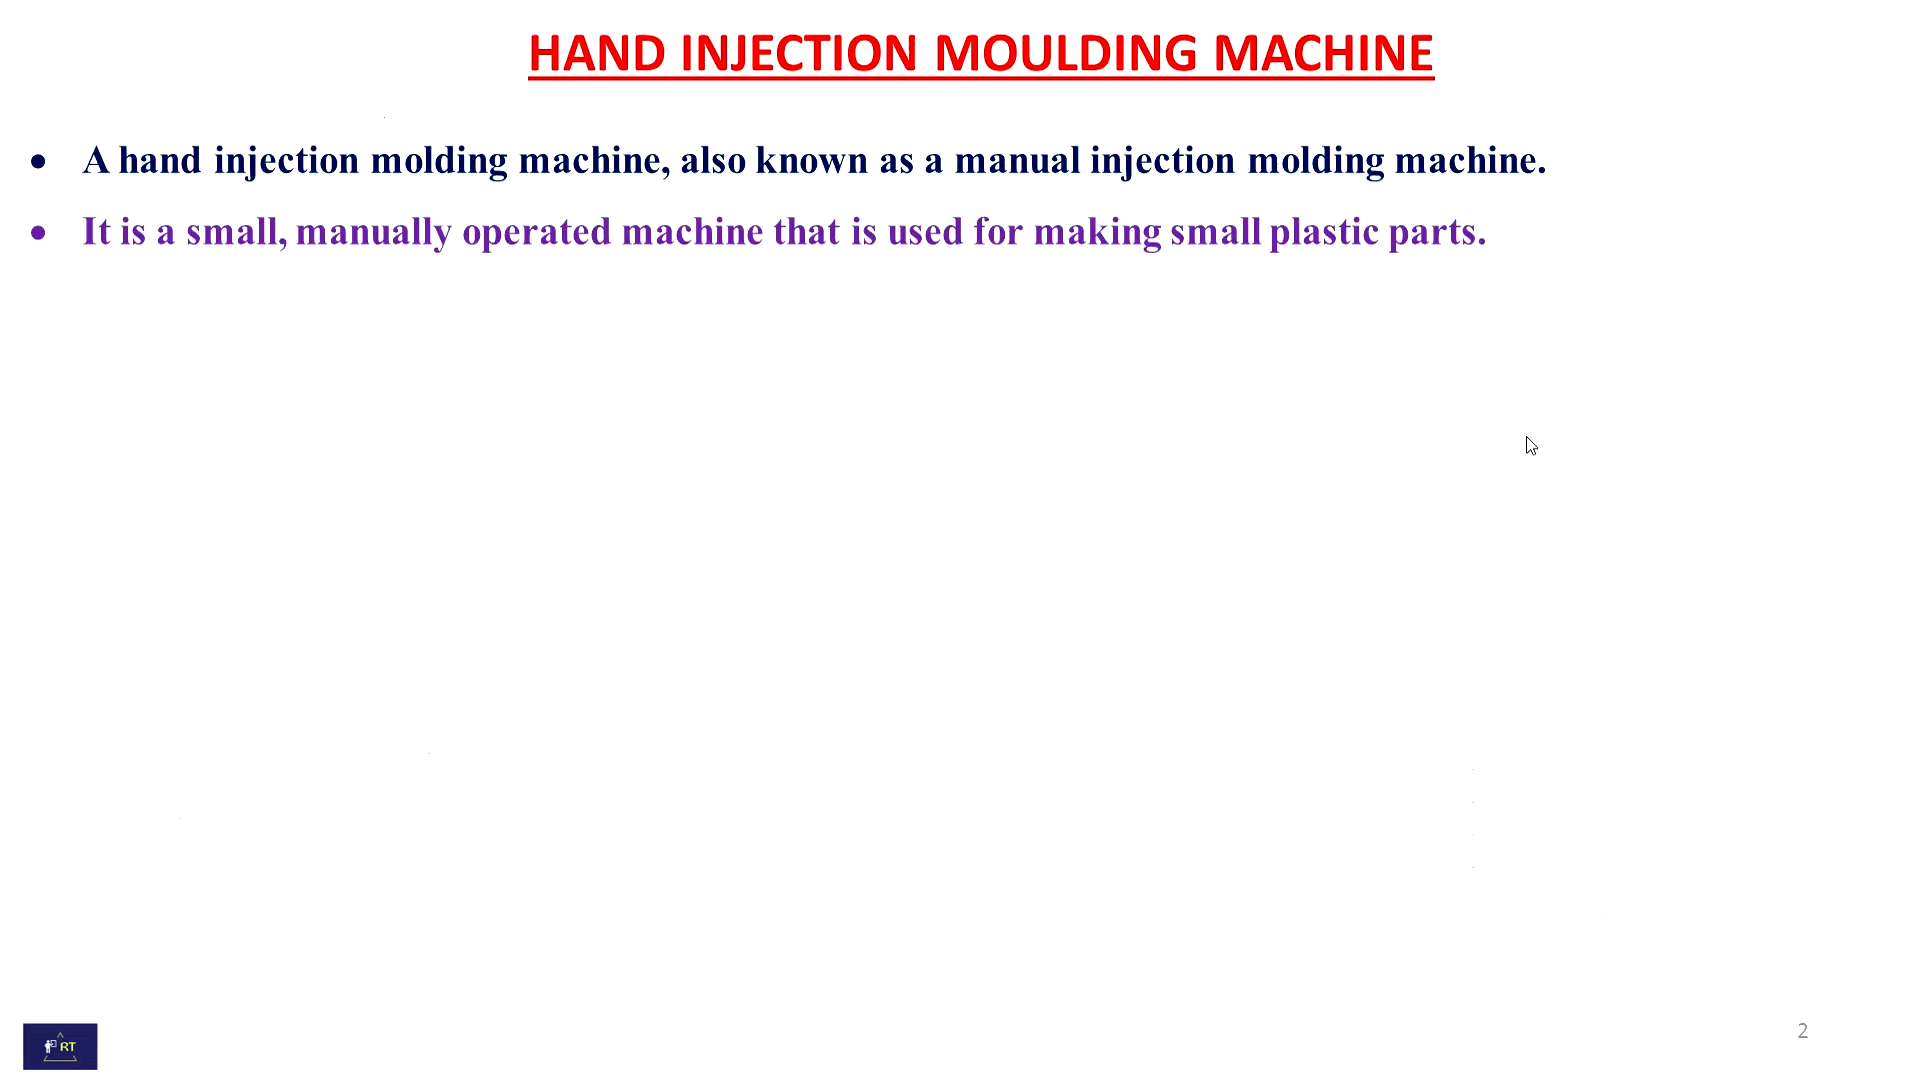 HAND INJECTION MOULDING MACHINE
• A hand injection molding machine, also known as a manual injection molding machine.
• It is a small, manually operated machine that is used for making small plastic parts.
RT
2